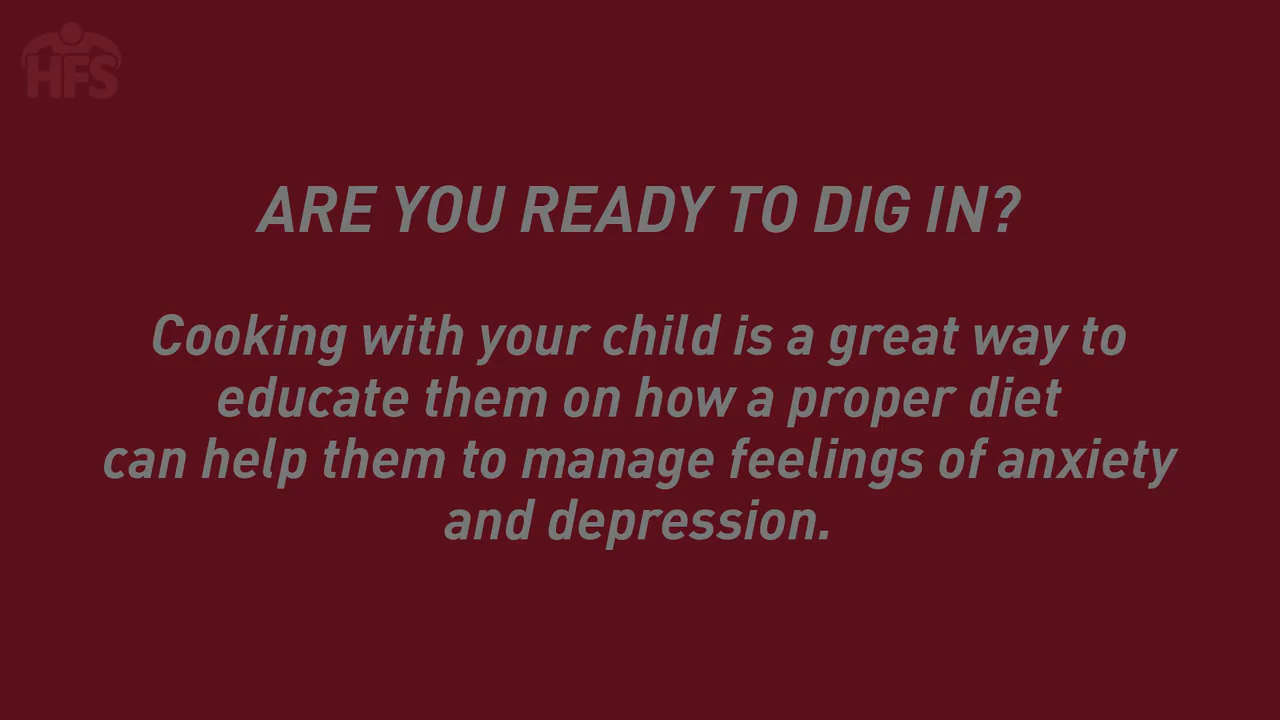 HFS
ARE YOU READY TO DIG IN?
Cooking with your child is a great way to
educate them on how a proper diet
can help them to manage feelings of anxiety
and depression.